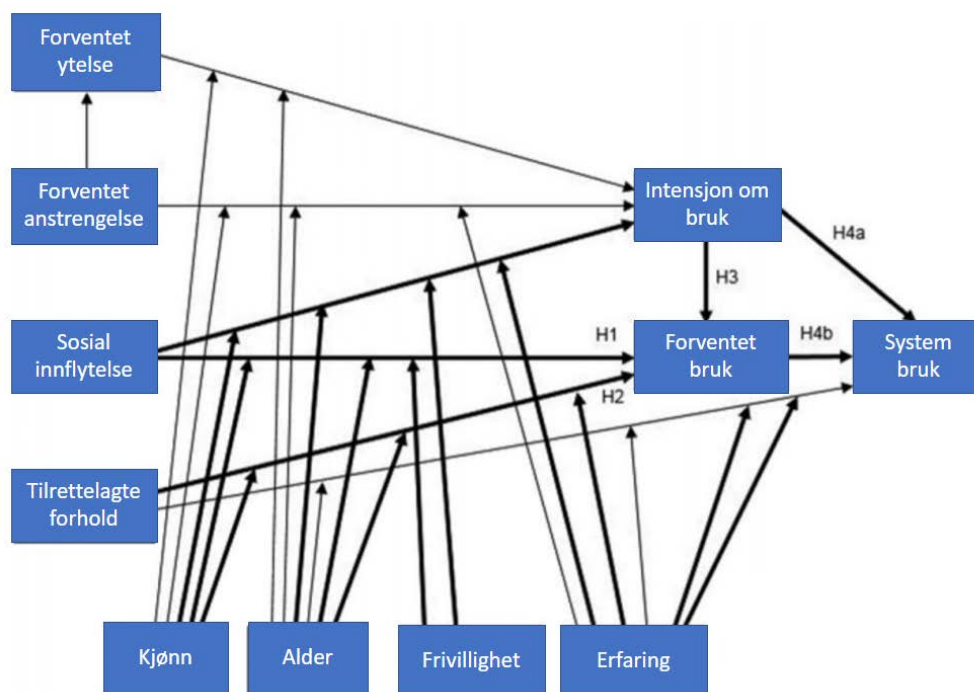 Forventet
ytelse
Forventet
anstrengelse
Intensjon om
bruk
H4a
H3
Sosial
innflytelse
H1
Forventet
bruk
H4b
System
bruk
H2
Tilrettelagte
forhold
Kjønn
Alder
Frivillighet
Erfaring